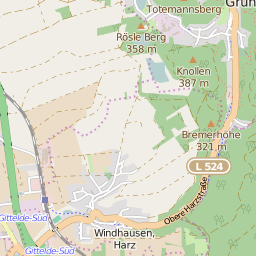 Totemannsberg
Grun
Rösle Berg
358 m
Knollen
387 m
Bremerhöhe
321 m
L 524
Obere Harzstraße
Gittelde-Süd
Windhausen,
Harz
Gittelde-Süd